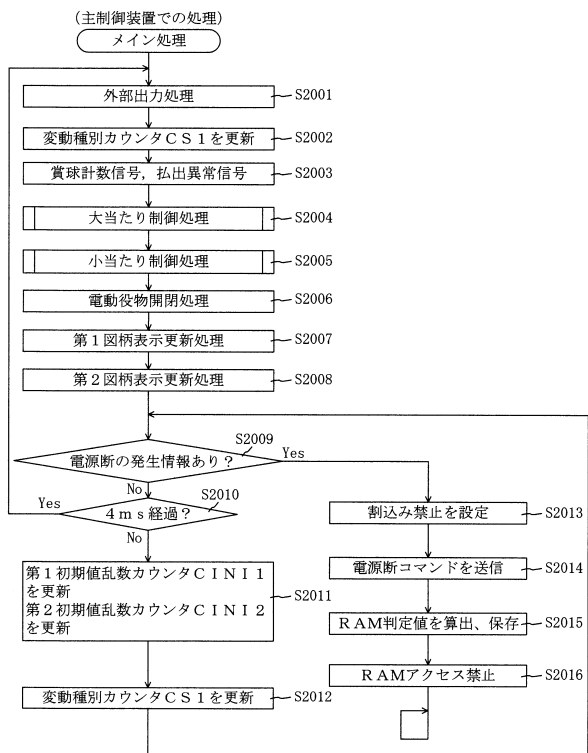 (主制御装置での処理)
メイン処理
外部出力処理 S2001
変動種別カウンタCS1を更新 S2002
賞球計数信号,払出異常信号 S2003
大当たり制御処理 S2004
小当たり制御処理 S2005
電動役物開閉処理 S2006
第1図柄表示更新処理 S2007
第2図柄表示更新処理 S2008
S2009
電源断の発生情報あり? Yes
No
S2010
Yes
4ms経過?
No
割込み禁止を設定 S2013
電源断コマンドを送信 S2014
RAM判定値を算出、保存 S2015
RAMアクセス禁止 S2016
第1初期値乱数カウンタCINI1
を更新
第2初期値乱数カウンタCINI2
を更新
S2011
変動種別カウンタCS1を更新 S2012